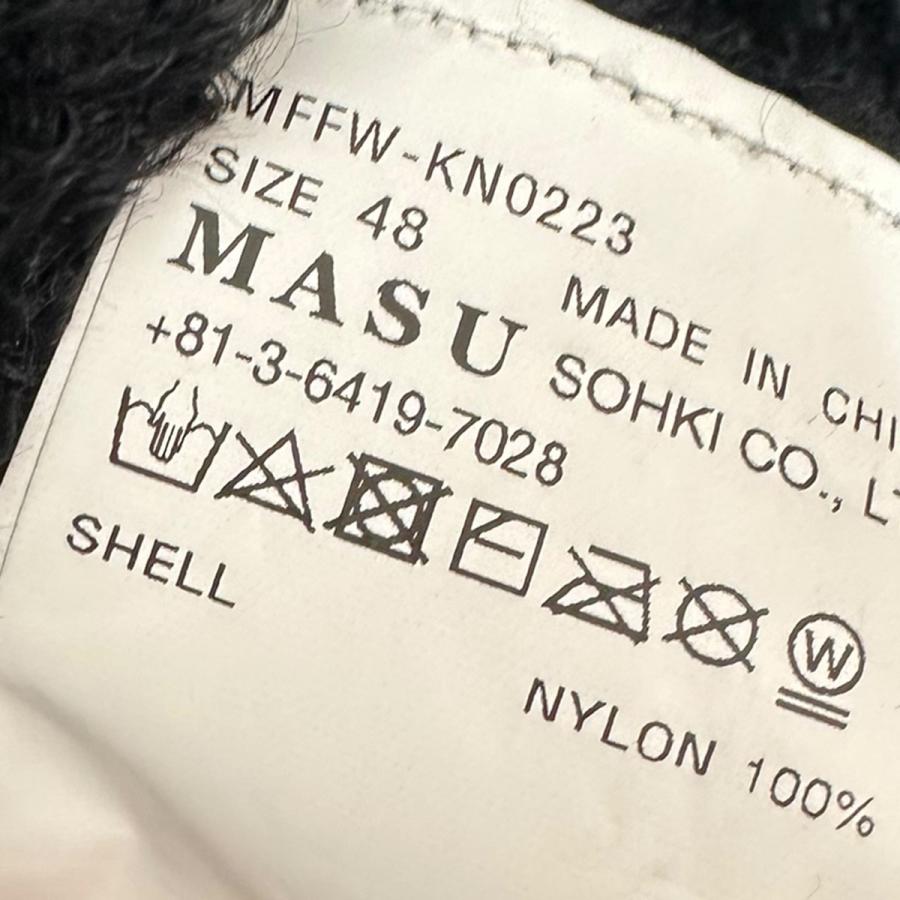 MFFW-KN0223
SIZE 48
MADE IN
MASU SOHKI CO.,
+81-3-6419-7028
W
SHELL
NYLON 100%